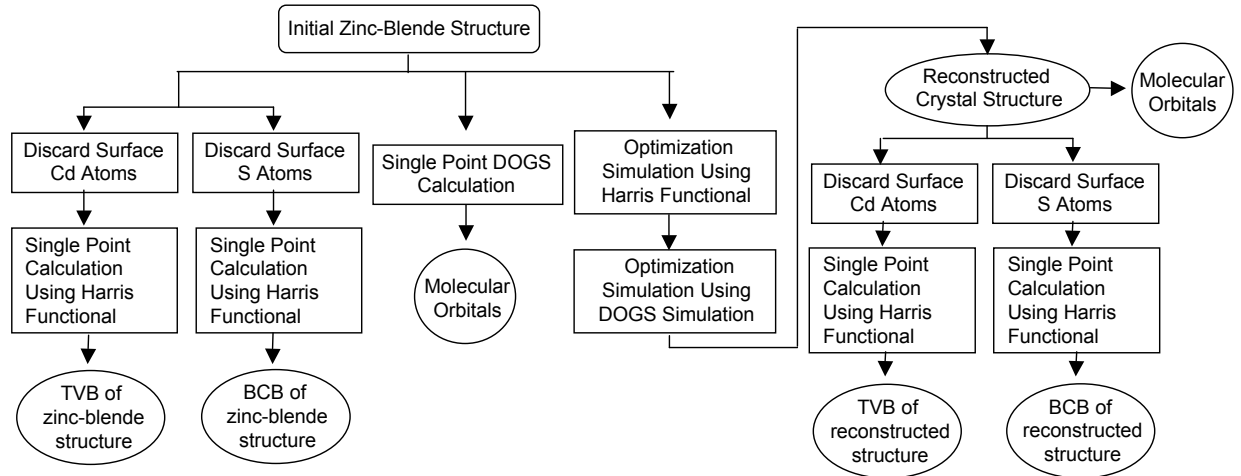 Initial Zinc-Blende Structure
Discard Surface
Cd Atoms
Single Point
Calculation
Using Harris
Functional
TVB of
zinc-blende
structure
Discard Surface
S Atoms
Single Point
Calculation
Using Harris
Functional
BCB of
zinc-blende
structure
Single Point DOGS
Calculation
Molecular
Orbitals
Optimization
Simulation Using
Harris Functional
Optimization
Simulation Using
DOGS Simulation
Reconstructed
Crystal Structure
Molecular
Orbitals
Discard Surface
Cd Atoms
Single Point
Calculation
Using Harris
Functional
TVB of
reconstructed
structure
Discard Surface
S Atoms
Single Point
Calculation
Using Harris
Functional
BCB of
reconstructed
structure